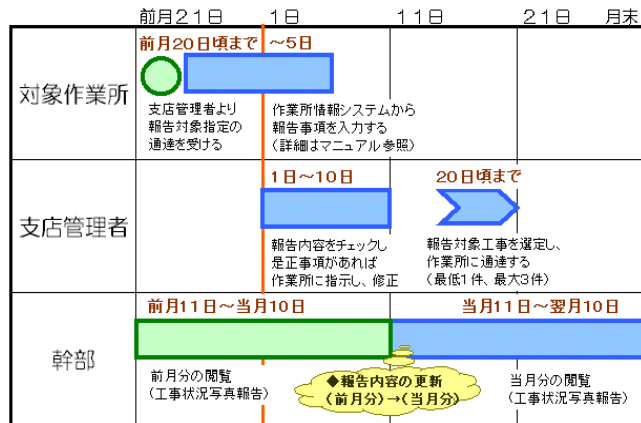 前月21日 1日 11日 21日 月末
対象作業所
前月20日頃まで ～5日
支店管理者より
報告対象指定の
通達を受ける
作業所情報システムから
報告事項を入力する
（詳細はマニュアル参照）
支店管理者
1日～10日
報告内容をチェックし
是正事項があれば
作業所に指示し、修正
20日頃まで
報告対象工事を選定し、
作業所に通達する
（最低1件、最大3件）
幹部
前月11日～当月10日
当月11日～翌月10日
前月分の閲覧
（工事状況写真報告）
◆報告内容の更新
（前月分）→（当月分）
当月分の閲覧
（工事状況写真報告）